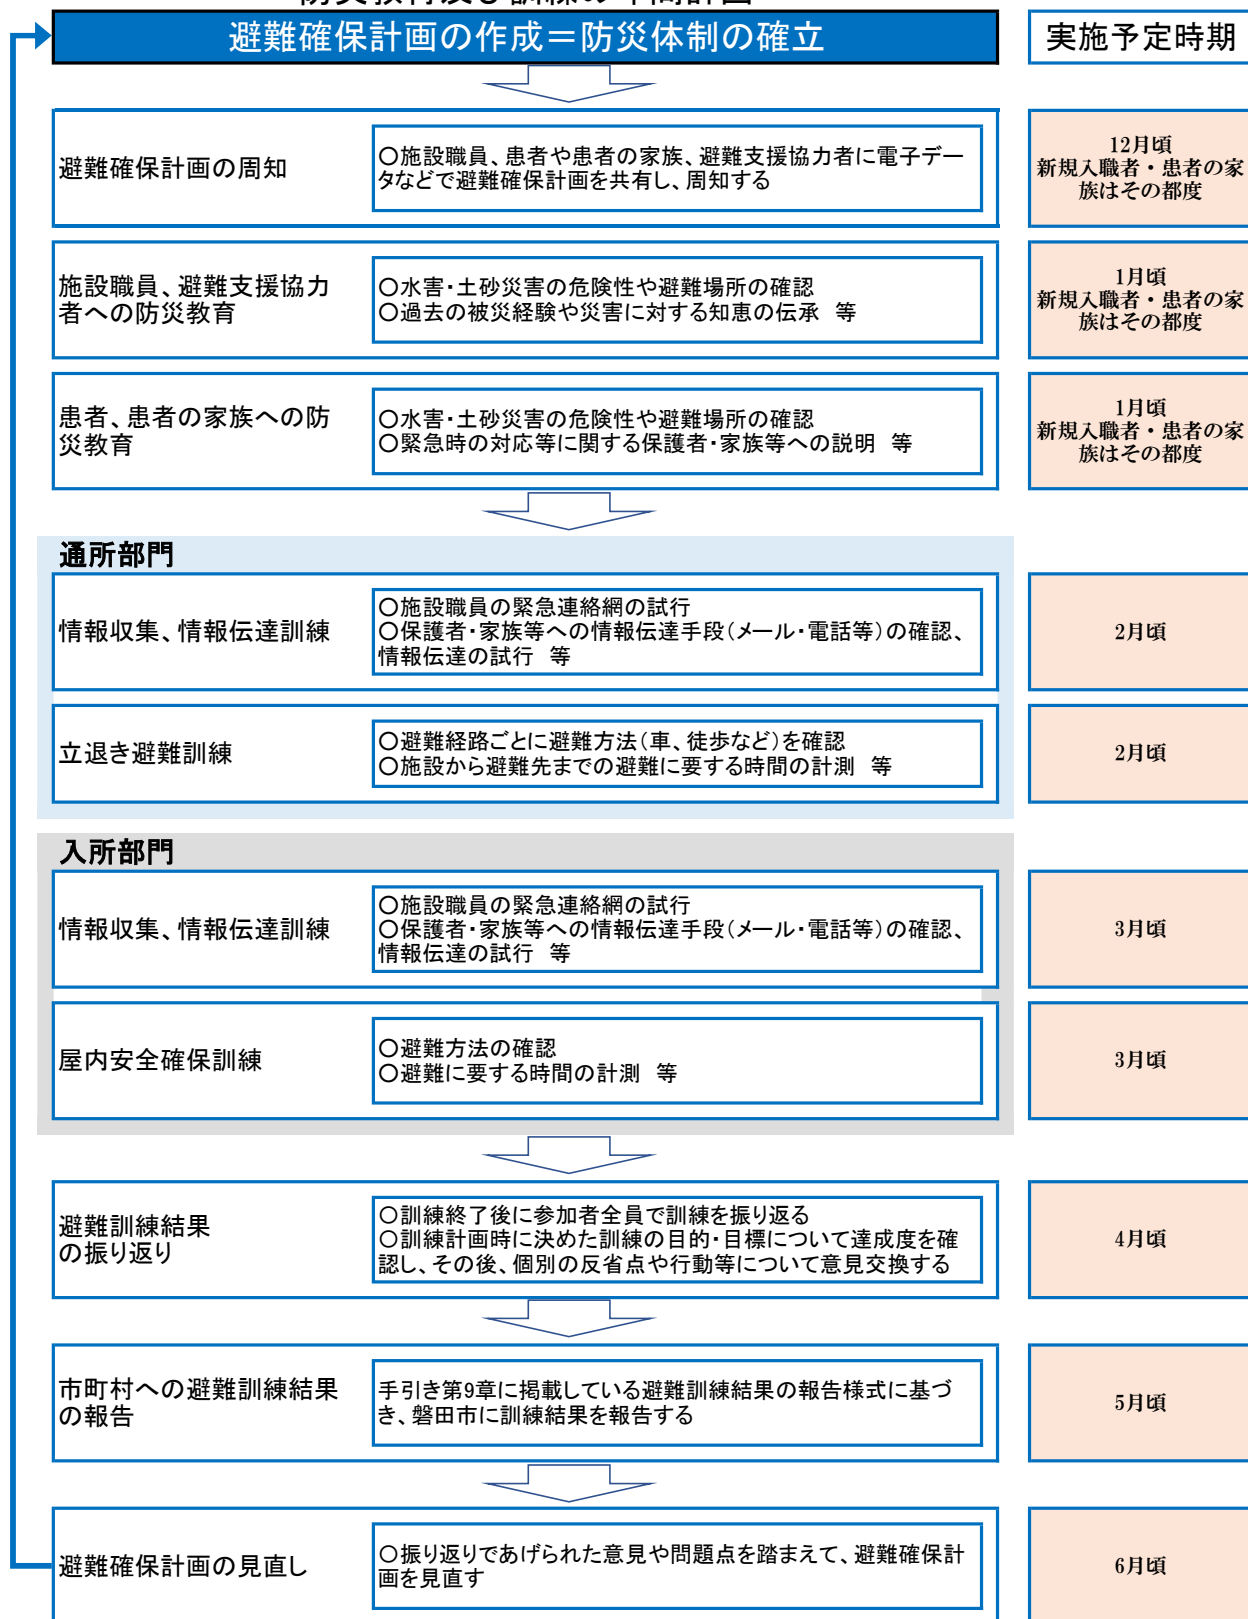 防災教育及び訓練の年間計画
避難確保計画の作成＝防災体制の確立
実施予定時期
避難確保計画の周知
○施設職員、患者や患者の家族、避難支援協力者に電子デー
タなどで避難確保計画を共有し、周知する
12月頃
新規入職者・患者の家
族はその都度
施設職員、避難支援協力
者への防災教育
○水害・土砂災害の危険性や避難場所の確認
○過去の被災経験や災害に対する知恵の伝承　等
1月頃
新規入職者・患者の家
族はその都度
患者、患者の家族への防
災教育
○水害・土砂災害の危険性や避難場所の確認
○緊急時の対応等に関する保護者・家族等への説明　等
1月頃
新規入職者・患者の家
族はその都度
通所部門
情報収集、情報伝達訓練
○施設職員の緊急連絡網の試行
○保護者・家族等への情報伝達手段（メール・電話等）の確認、
情報伝達の試行　等
2月頃
立退き避難訓練
○避難経路ごとに避難方法（車、徒歩など）を確認
○施設から避難先までの避難に要する時間の計測　等
2月頃
入所部門
情報収集、情報伝達訓練
○施設職員の緊急連絡網の試行
○保護者・家族等への情報伝達手段（メール・電話等）の確認、
情報伝達の試行　等
3月頃
屋内安全確保訓練
○避難方法の確認
○避難に要する時間の計測　等
3月頃
避難訓練結果
の振り返り
○訓練終了後に参加者全員で訓練を振り返る
○訓練計画時に決めた訓練の目的・目標について達成度を確
認し、その後、個別の反省点や行動等について意見交換する
4月頃
市町村への避難訓練結果
の報告
手引き第9章に掲載している避難訓練結果の報告様式に基づ
き、磐田市に訓練結果を報告する
5月頃
避難確保計画の見直し
○振り返りであげられた意見や問題点を踏まえて、避難確保計
画を見直す
6月頃